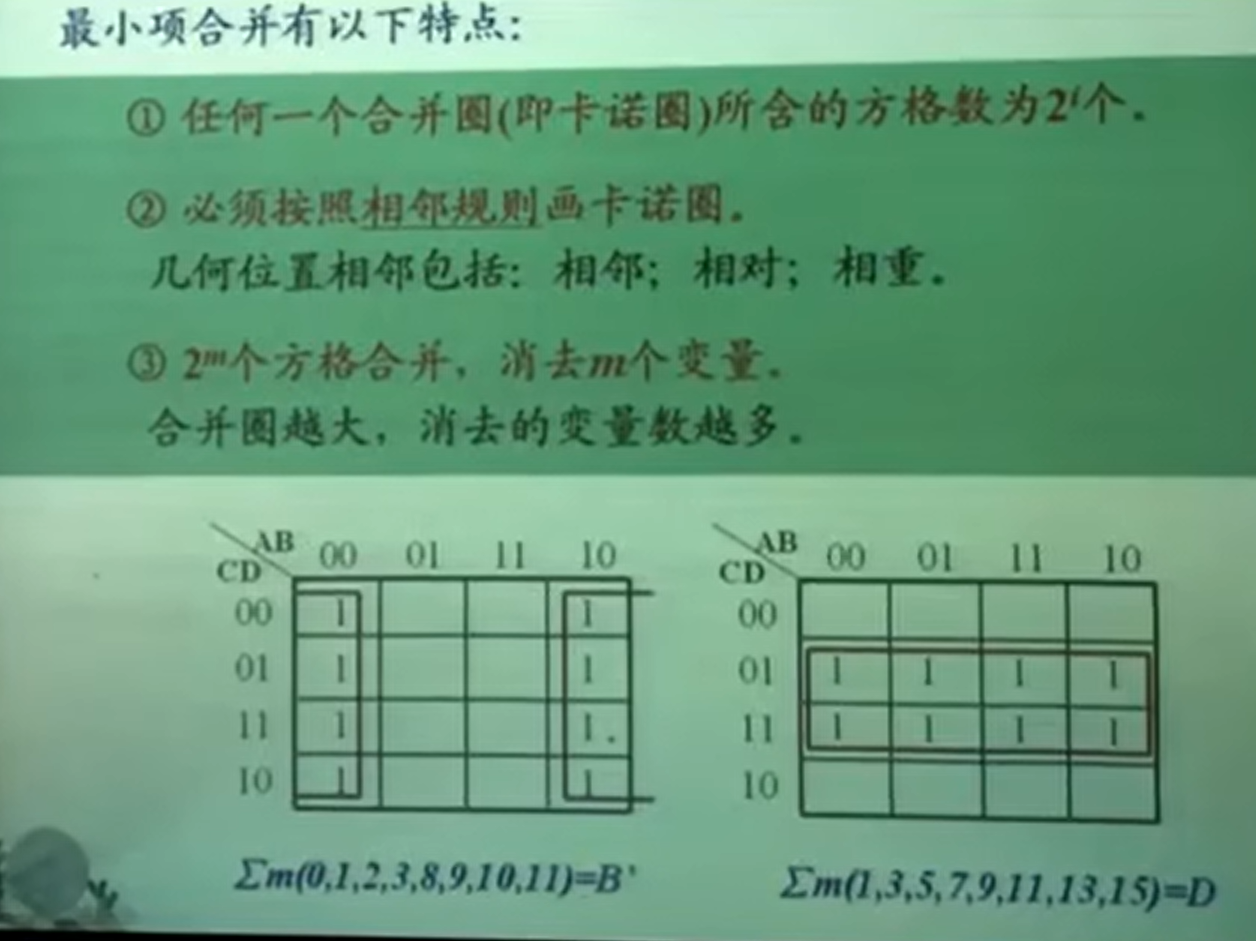 最小项合并有以下特点：
① 任何一个合并圈(即卡诺圈)所含的方格数为2ⁱ个．
② 必须按照相邻规则画卡诺圈。
几何位置相邻包括：相邻；相对；相重。
③ 2ᵐ个方格合并，消去m个变量。
合并圈越大，消去的变量数越多。
AB 00 01 11 10
CD
00 1 1
01 1 1
11 1 1.
10 1 1
Σm(0,1,2,3,8,9,10,11)=B'
AB 00 01 11 10
CD
00
01 1 1 1 1
11 1 1 1 1
10
Σm(1,3,5,7,9,11,13,15)=D